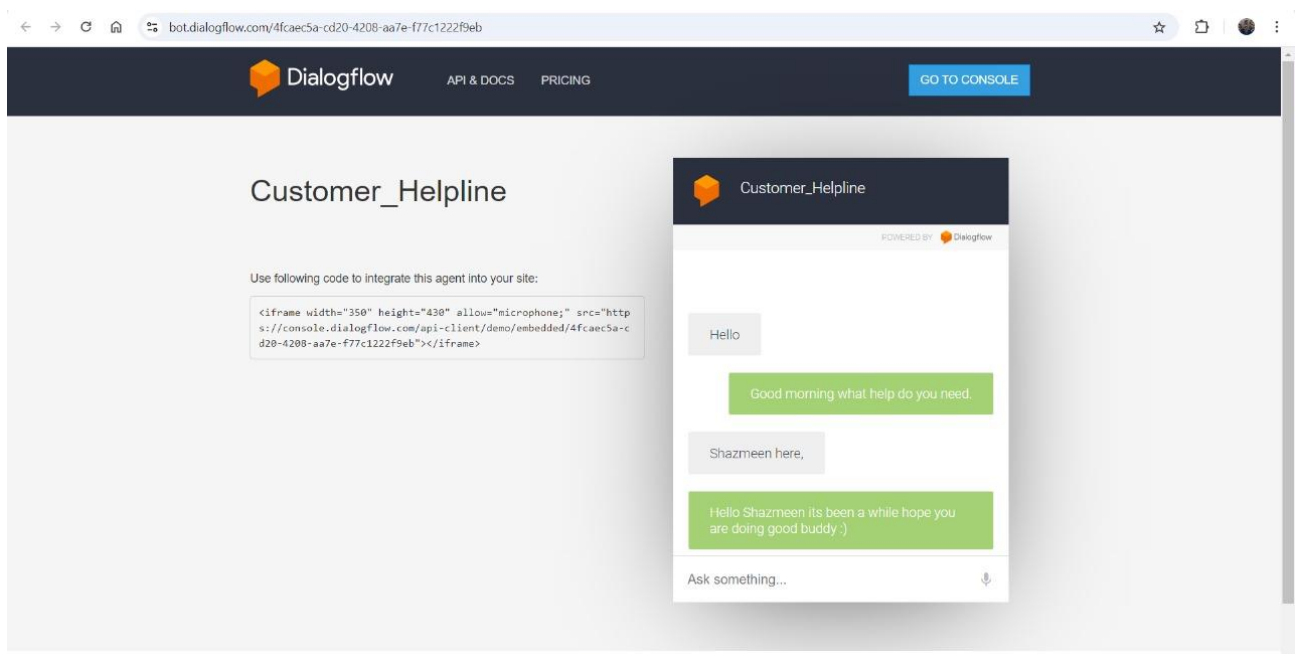 bot.dialogflow.com/4fcaec5a-cd20-4208-aa7e-f77c1222f9eb
Dialogflow API & DOCS PRICING GO TO CONSOLE
Customer_Helpline
Use following code to integrate this agent into your site:
<iframe width="350" height="430" allow="microphone;" src="http
s://console.dialogflow.com/api-client/demo/embedded/4fcaec5a-c
d20-4208-aa7e-f77c1222f9eb"></iframe>
Customer_Helpline
POWERED BY Dialogflow
Hello
Good morning what help do you need.
Shazmeen here,
Hello Shazmeen its been a while hope you
are doing good buddy :)
Ask something...